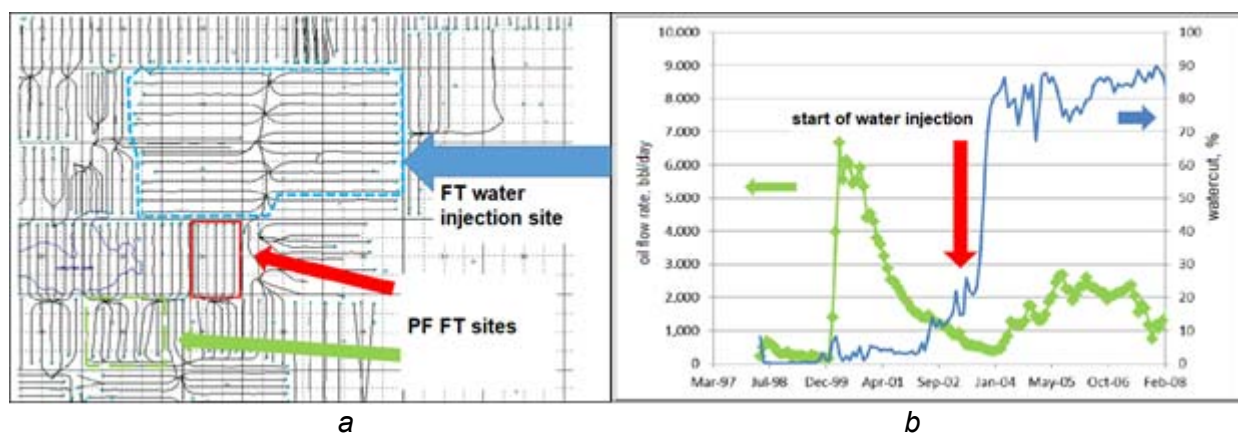 FT water
injection site
PF FT sites
a
10.000
9.000
8.000
7.000
6.000
5.000
4.000
3.000
2.000
1.000
0.000
oil flow rate, bbl/day
start of water injection
100
90
80
70
60
50
40
30
20
10
0
watercut, %
Mar-97 Jul-98 Dec-99 Apr-01 Sep-02 Jan-04 May-05 Oct-06 Feb-08
b